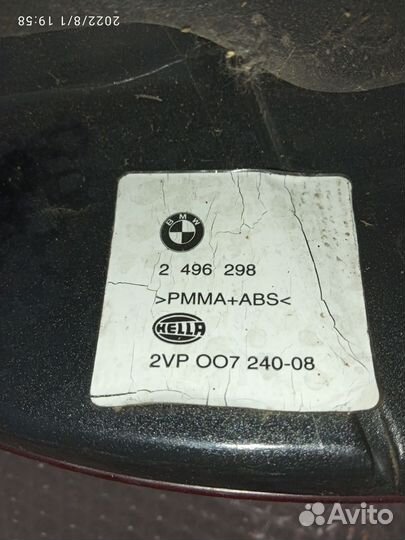 2022/8/1 19:58
BMW
2 496 298
>PMMA+ABS<
HELLA
2VP 007 240-08
Avito